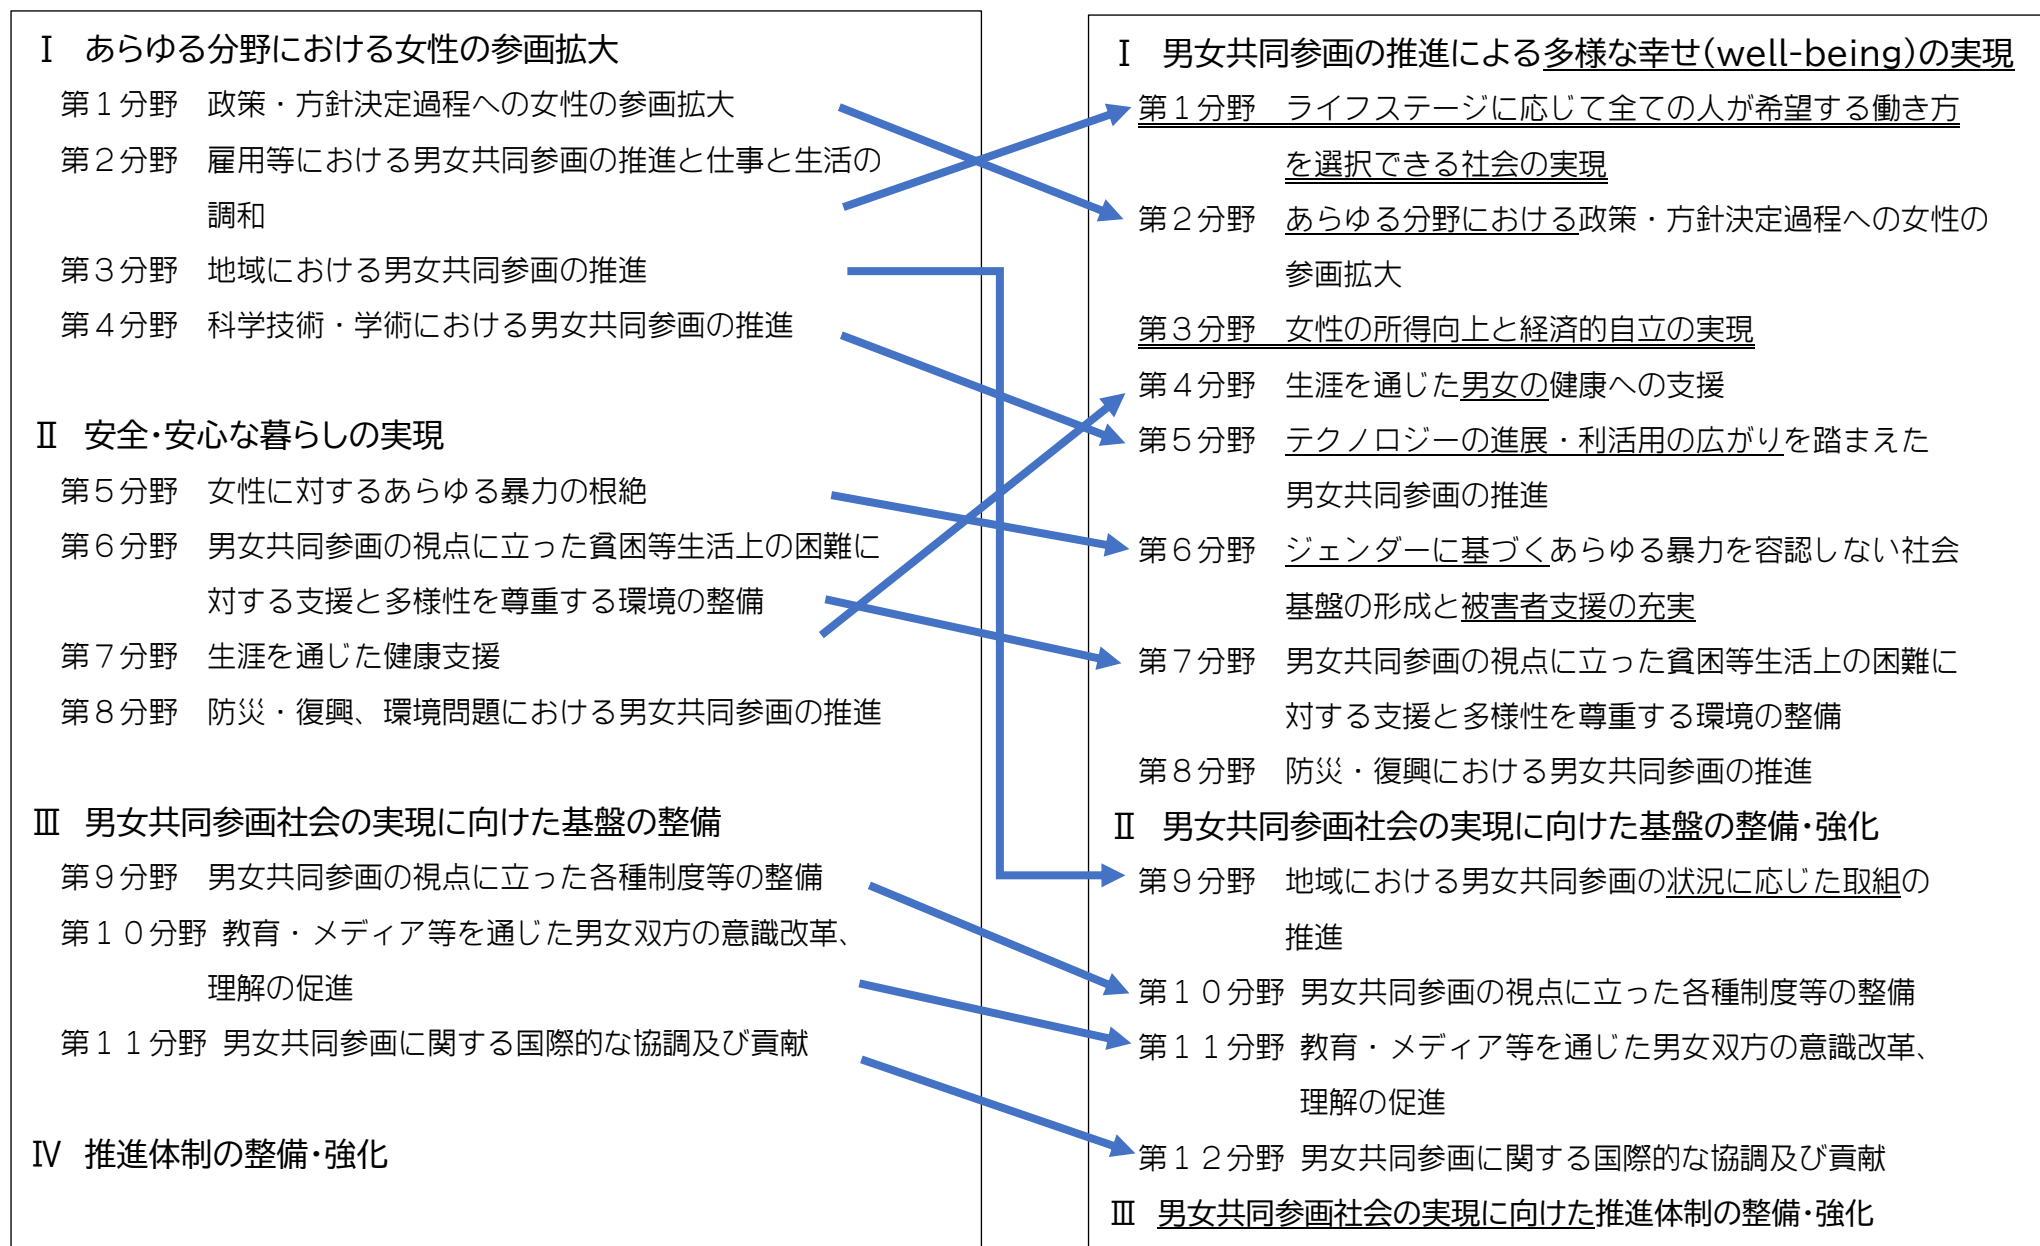 Ⅰ あらゆる分野における女性の参画拡大
第１分野 政策・方針決定過程への女性の参画拡大
第２分野 雇用等における男女共同参画の推進と仕事と生活の
調和
第３分野 地域における男女共同参画の推進
第４分野 科学技術・学術における男女共同参画の推進
Ⅱ 安全・安心な暮らしの実現
第５分野 女性に対するあらゆる暴力の根絶
第６分野 男女共同参画の視点に立った貧困等生活上の困難に
対する支援と多様性を尊重する環境の整備
第７分野 生涯を通じた健康支援
第８分野 防災・復興、環境問題における男女共同参画の推進
Ⅲ 男女共同参画社会の実現に向けた基盤の整備
第９分野 男女共同参画の視点に立った各種制度等の整備
第１０分野 教育・メディア等を通じた男女双方の意識改革、
理解の促進
第１１分野 男女共同参画に関する国際的な協調及び貢献
Ⅳ 推進体制の整備・強化
Ⅰ 男女共同参画の推進による多様な幸せ(well-being)の実現
第１分野 ライフステージに応じて全ての人が希望する働き方
を選択できる社会の実現
第２分野 あらゆる分野における政策・方針決定過程への女性の
参画拡大
第３分野 女性の所得向上と経済的自立の実現
第４分野 生涯を通じた男女の健康への支援
第５分野 テクノロジーの進展・利活用の広がりを踏まえた
男女共同参画の推進
第６分野 ジェンダーに基づくあらゆる暴力を容認しない社会
基盤の形成と被害者支援の充実
第７分野 男女共同参画の視点に立った貧困等生活上の困難に
対する支援と多様性を尊重する環境の整備
第８分野 防災・復興における男女共同参画の推進
Ⅱ 男女共同参画社会の実現に向けた基盤の整備・強化
第９分野 地域における男女共同参画の状況に応じた取組の
推進
第１０分野 男女共同参画の視点に立った各種制度等の整備
第１１分野 教育・メディア等を通じた男女双方の意識改革、
理解の促進
第１２分野 男女共同参画に関する国際的な協調及び貢献
Ⅲ 男女共同参画社会の実現に向けた推進体制の整備・強化